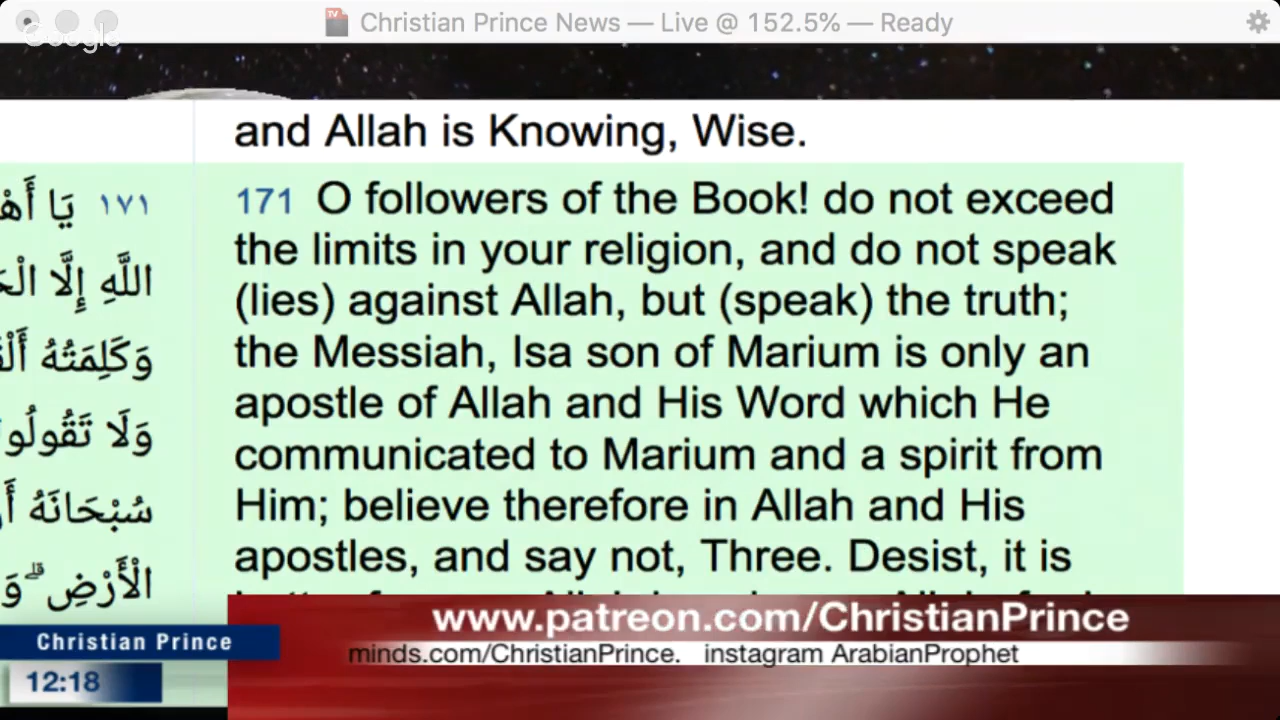 Christian Prince News — Live @ 152.5% — Ready
Google
and Allah is Knowing, Wise.
171 O followers of the Book! do not exceed
the limits in your religion, and do not speak
(lies) against Allah, but (speak) the truth;
the Messiah, Isa son of Marium is only an
apostle of Allah and His Word which He
communicated to Marium and a spirit from
Him; believe therefore in Allah and His
apostles, and say not, Three. Desist, it is
١٧١ يَا
اللَّهِ إِلَّا
وَكَلِمَتُهُ
وَلَا تَقُولُوا
سُبْحَانَهُ
الْأَرْضِ ۗ
www.patreon.com/ChristianPrince
minds.com/ChristianPrince. instagram ArabianProphet
Christian Prince
12:18